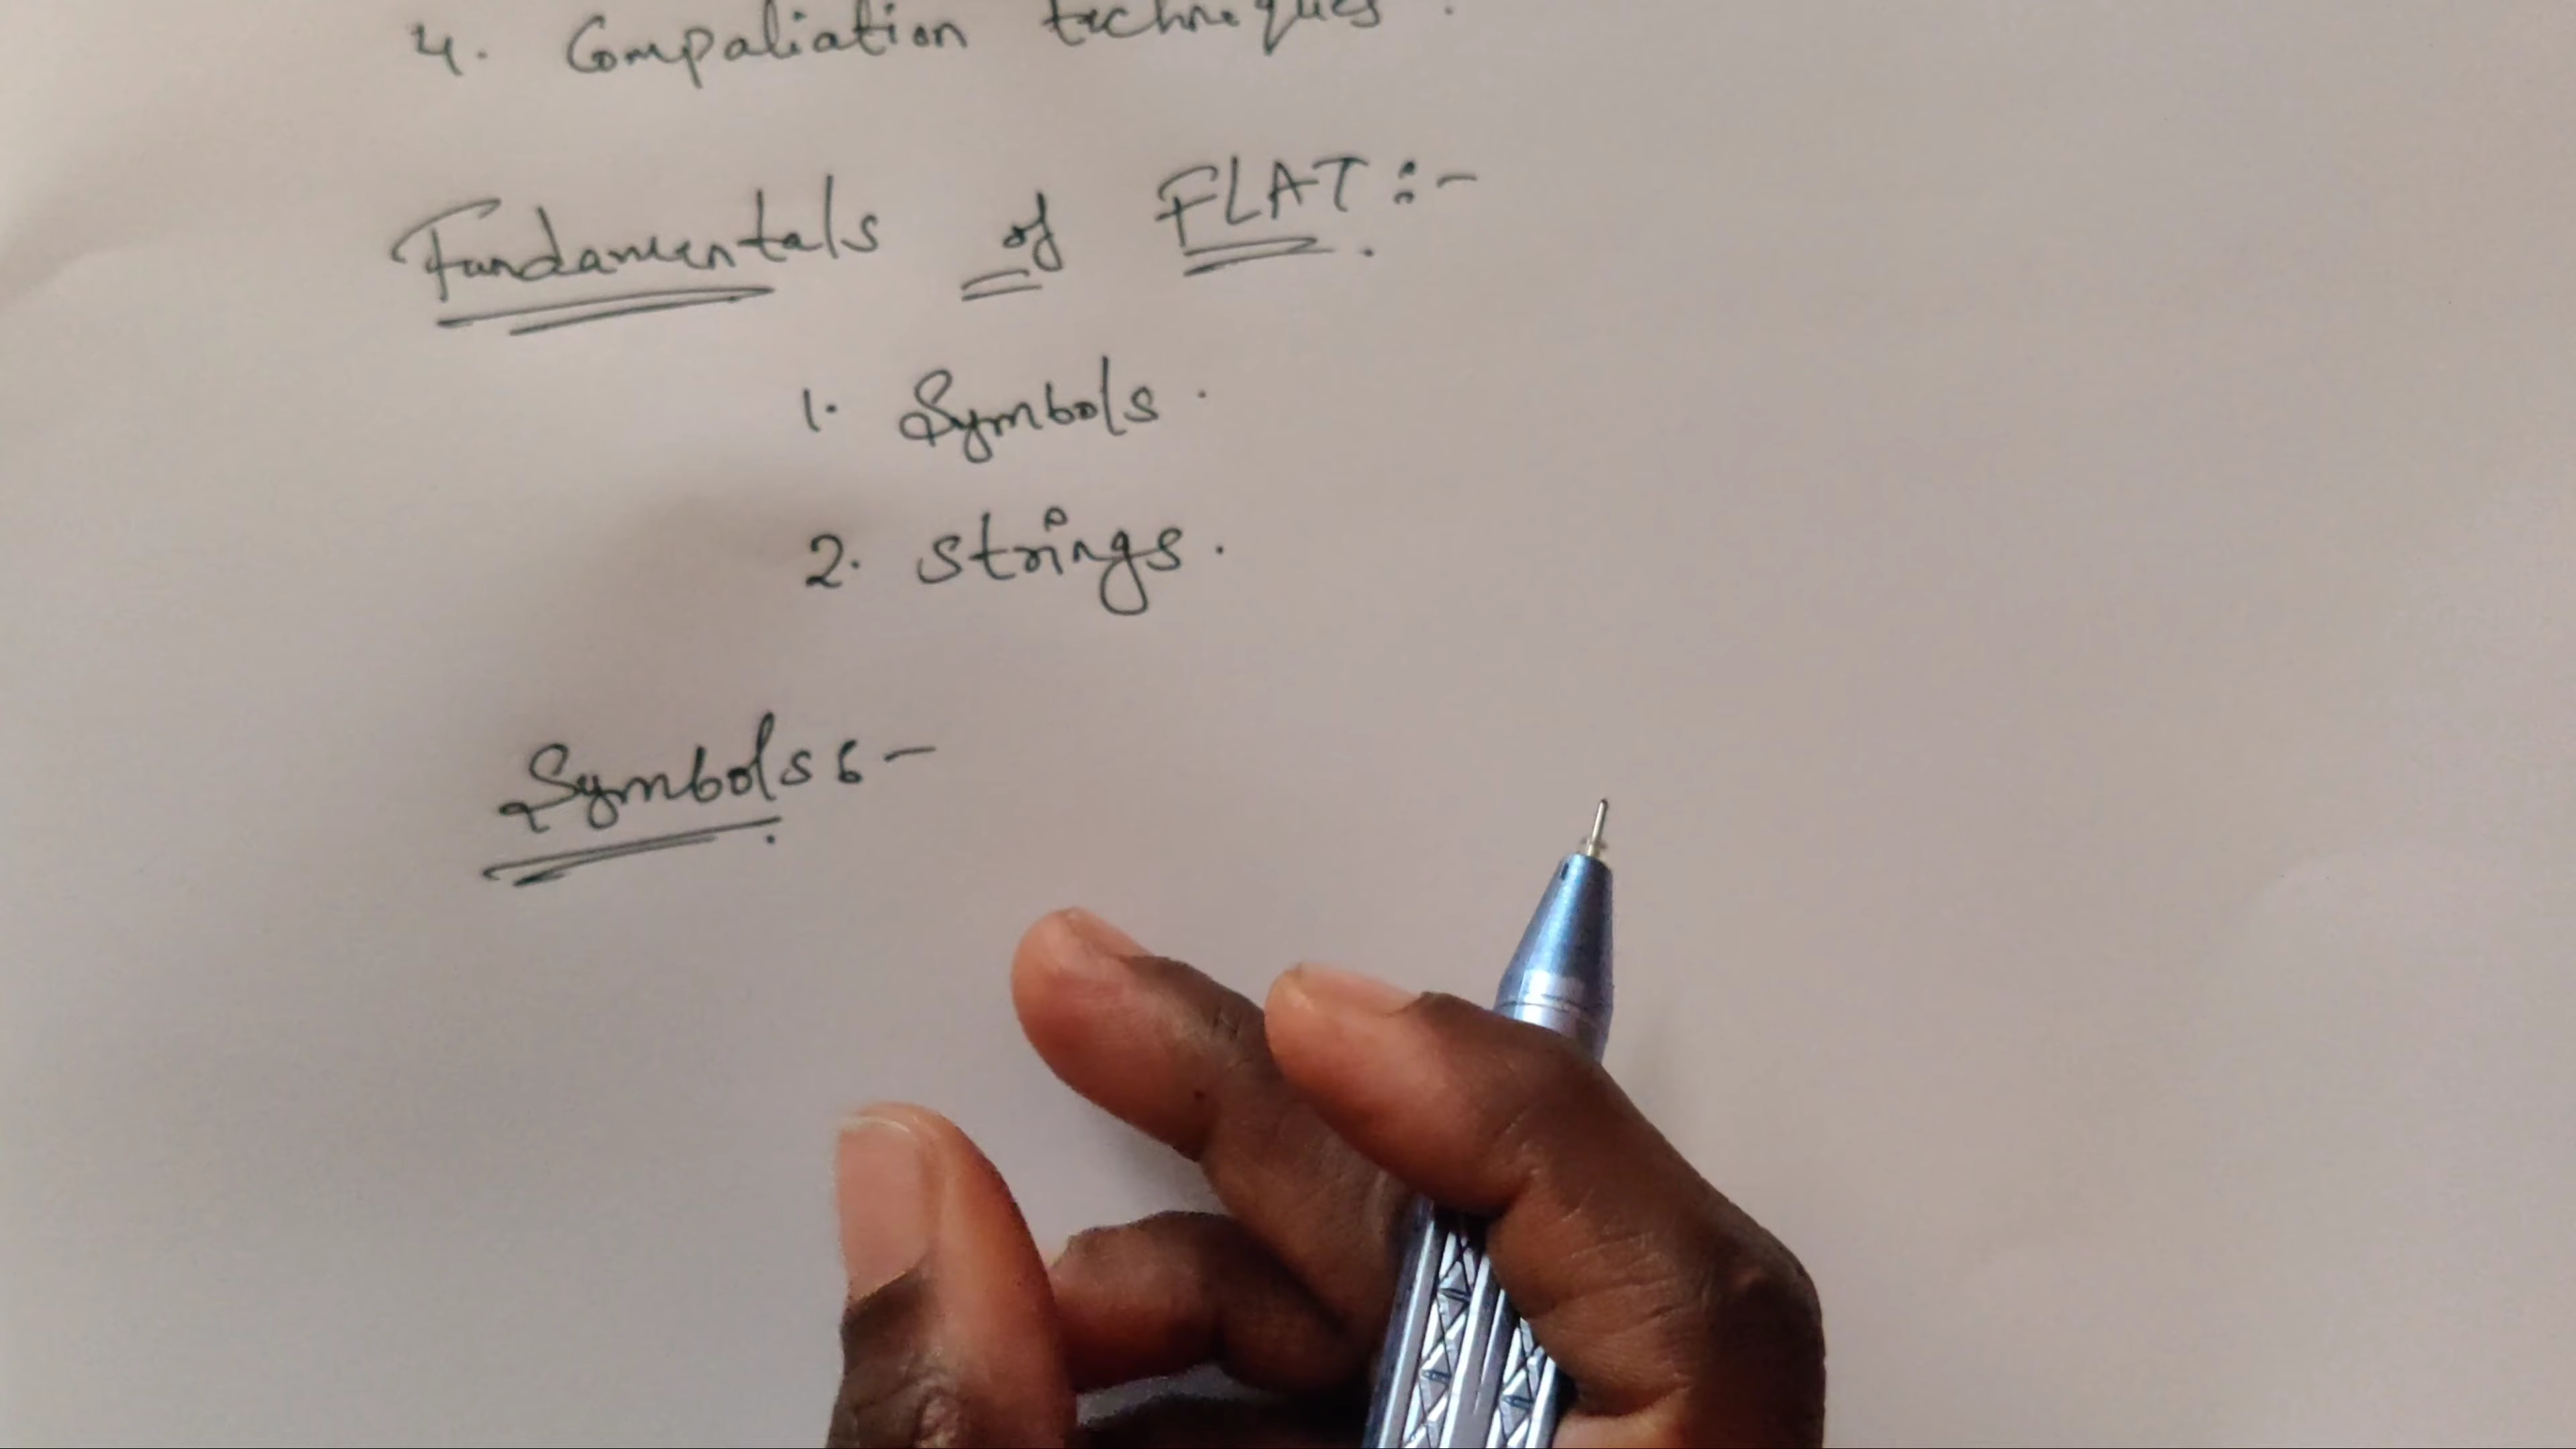 4. Compaliation techniques.
Fundamentals of FLAT:-
1. Symbols.
2. strings.
Symbols:-